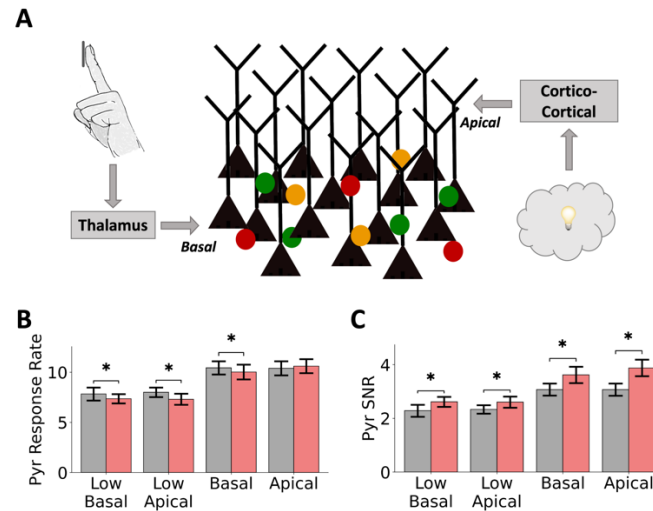 A
Cortico-
Cortical
Apical
Thalamus
Basal
B
Pyr Response Rate
10
5
0
*
*
*
Low
Basal
Low
Apical
Basal
Apical
C
Pyr SNR
4
2
0
*
*
*
*
Low
Basal
Low
Apical
Basal
Apical